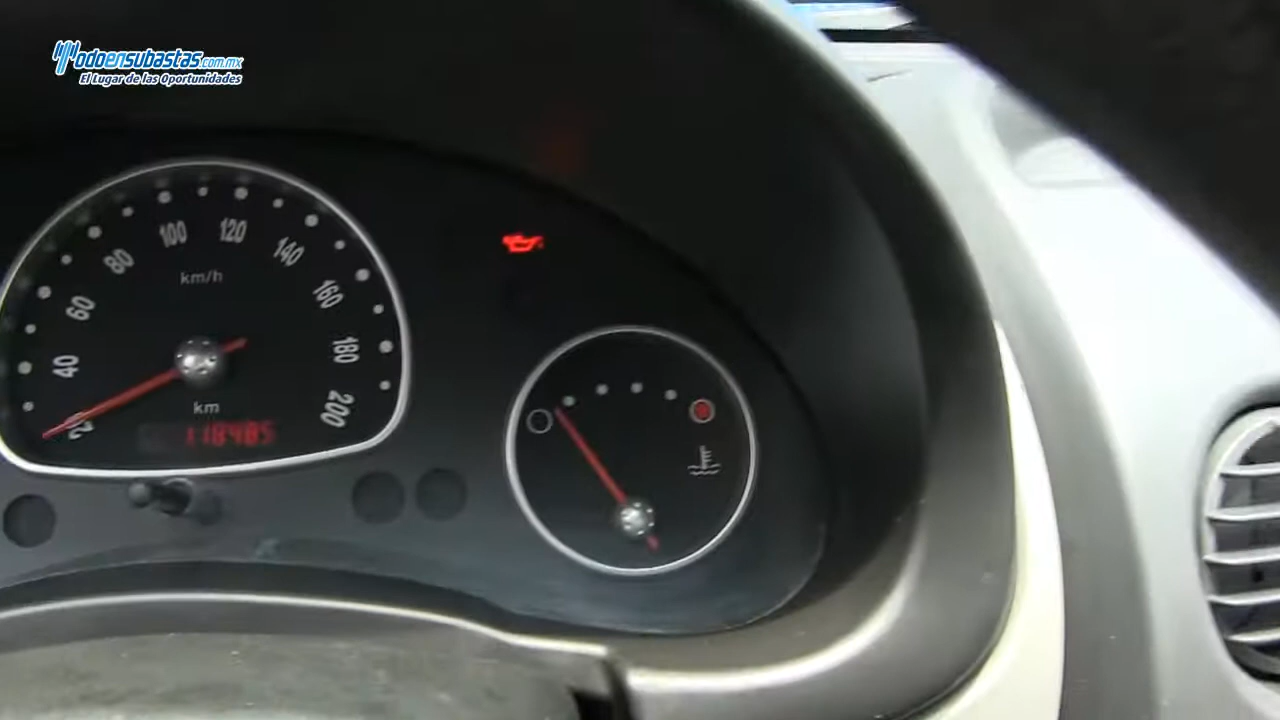 Todoensubastas.com.mx
El Lugar de las Oportunidades
100 120
80 140
km/h
60 160
40 180
km
20 200
118485